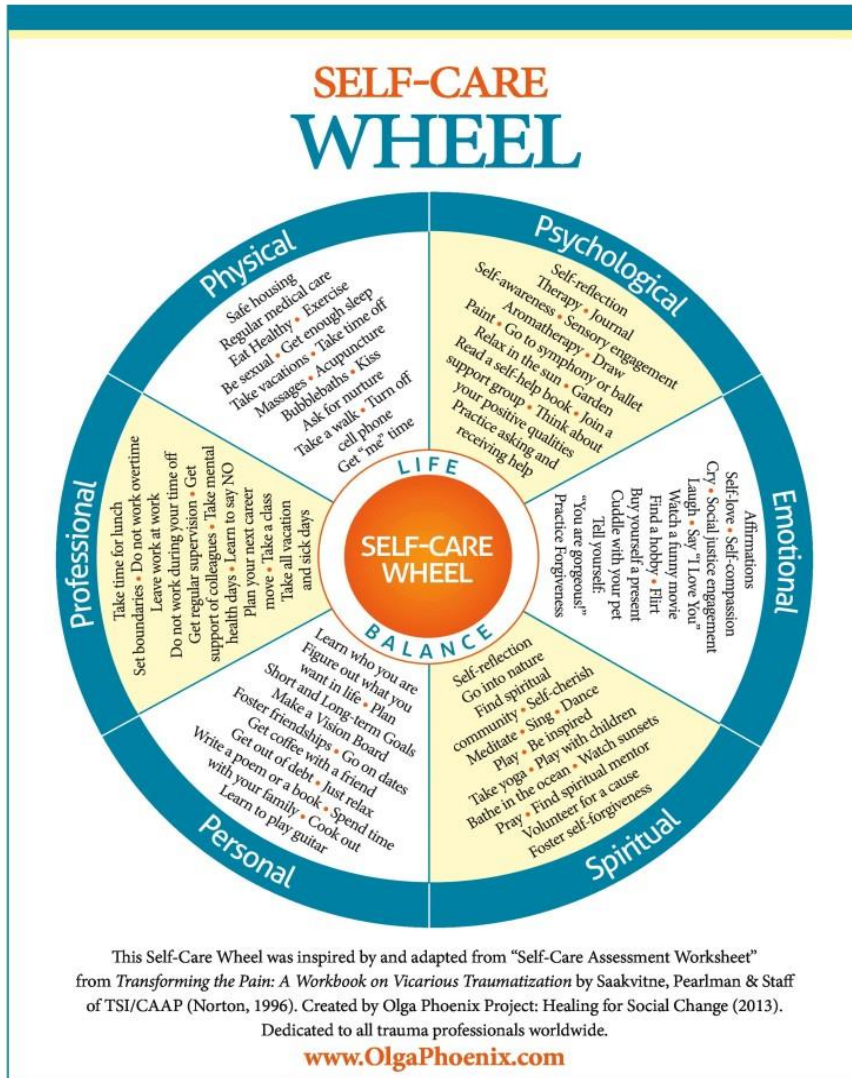 SELF-CARE
WHEEL
Physical
Safe housing
Regular medical care
Eat Healthy • Exercise
Be sexual • Get enough sleep
Take vacations • Take time off
Massages • Acupuncture
Bubblebaths • Kiss
Ask for nurture
Take a walk • Turn off
cell phone
Get "me" time
Psychological
Self-reflection
Therapy • Journal
Self-awareness • Sensory engagement
Aromatherapy • Draw
Paint • Go to symphony or ballet
Relax in the sun • Garden
Read a self-help book • Join a
support group • Think about
your positive qualities
Practice asking and
receiving help
Emotional
Affirmations
Self-love • Self-compassion
Cry • Social justice engagement
Laugh • Say "I Love You"
Watch a funny movie
Find a hobby • Flirt
Buy yourself a present
Cuddle with your pet
Tell yourself:
"You are gorgeous!"
Practice Forgiveness
Spiritual
Self-reflection
Go into nature
Find spiritual
community • Self-cherish
Meditate • Sing • Dance
Play • Be inspired
Take yoga • Play with children
Bathe in the ocean • Watch sunsets
Pray • Find spiritual mentor
Volunteer for a cause
Foster self-forgiveness
Personal
Learn who you are
Figure out what you
want in life • Plan
Short and Long-term Goals
Make a Vision Board
Foster friendships • Go on dates
Get coffee with a friend
Get out of debt • Just relax
Write a poem or a book • Spend time
with your family • Cook out
Learn to play guitar
Professional
Take time for lunch
Set boundaries • Do not work overtime
Leave work at work
Do not work during your time off
Get regular supervision • Get
support of colleagues • Take mental
health days • Learn to say NO
Plan your next career
move • Take a class
Take all vacation
and sick days
LIFE
SELF-CARE
WHEEL
BALANCE
This Self-Care Wheel was inspired by and adapted from "Self-Care Assessment Worksheet"
from Transforming the Pain: A Workbook on Vicarious Traumatization by Saakvitne, Pearlman & Staff
of TSI/CAAP (Norton, 1996). Created by Olga Phoenix Project: Healing for Social Change (2013).
Dedicated to all trauma professionals worldwide.
www.OlgaPhoenix.com